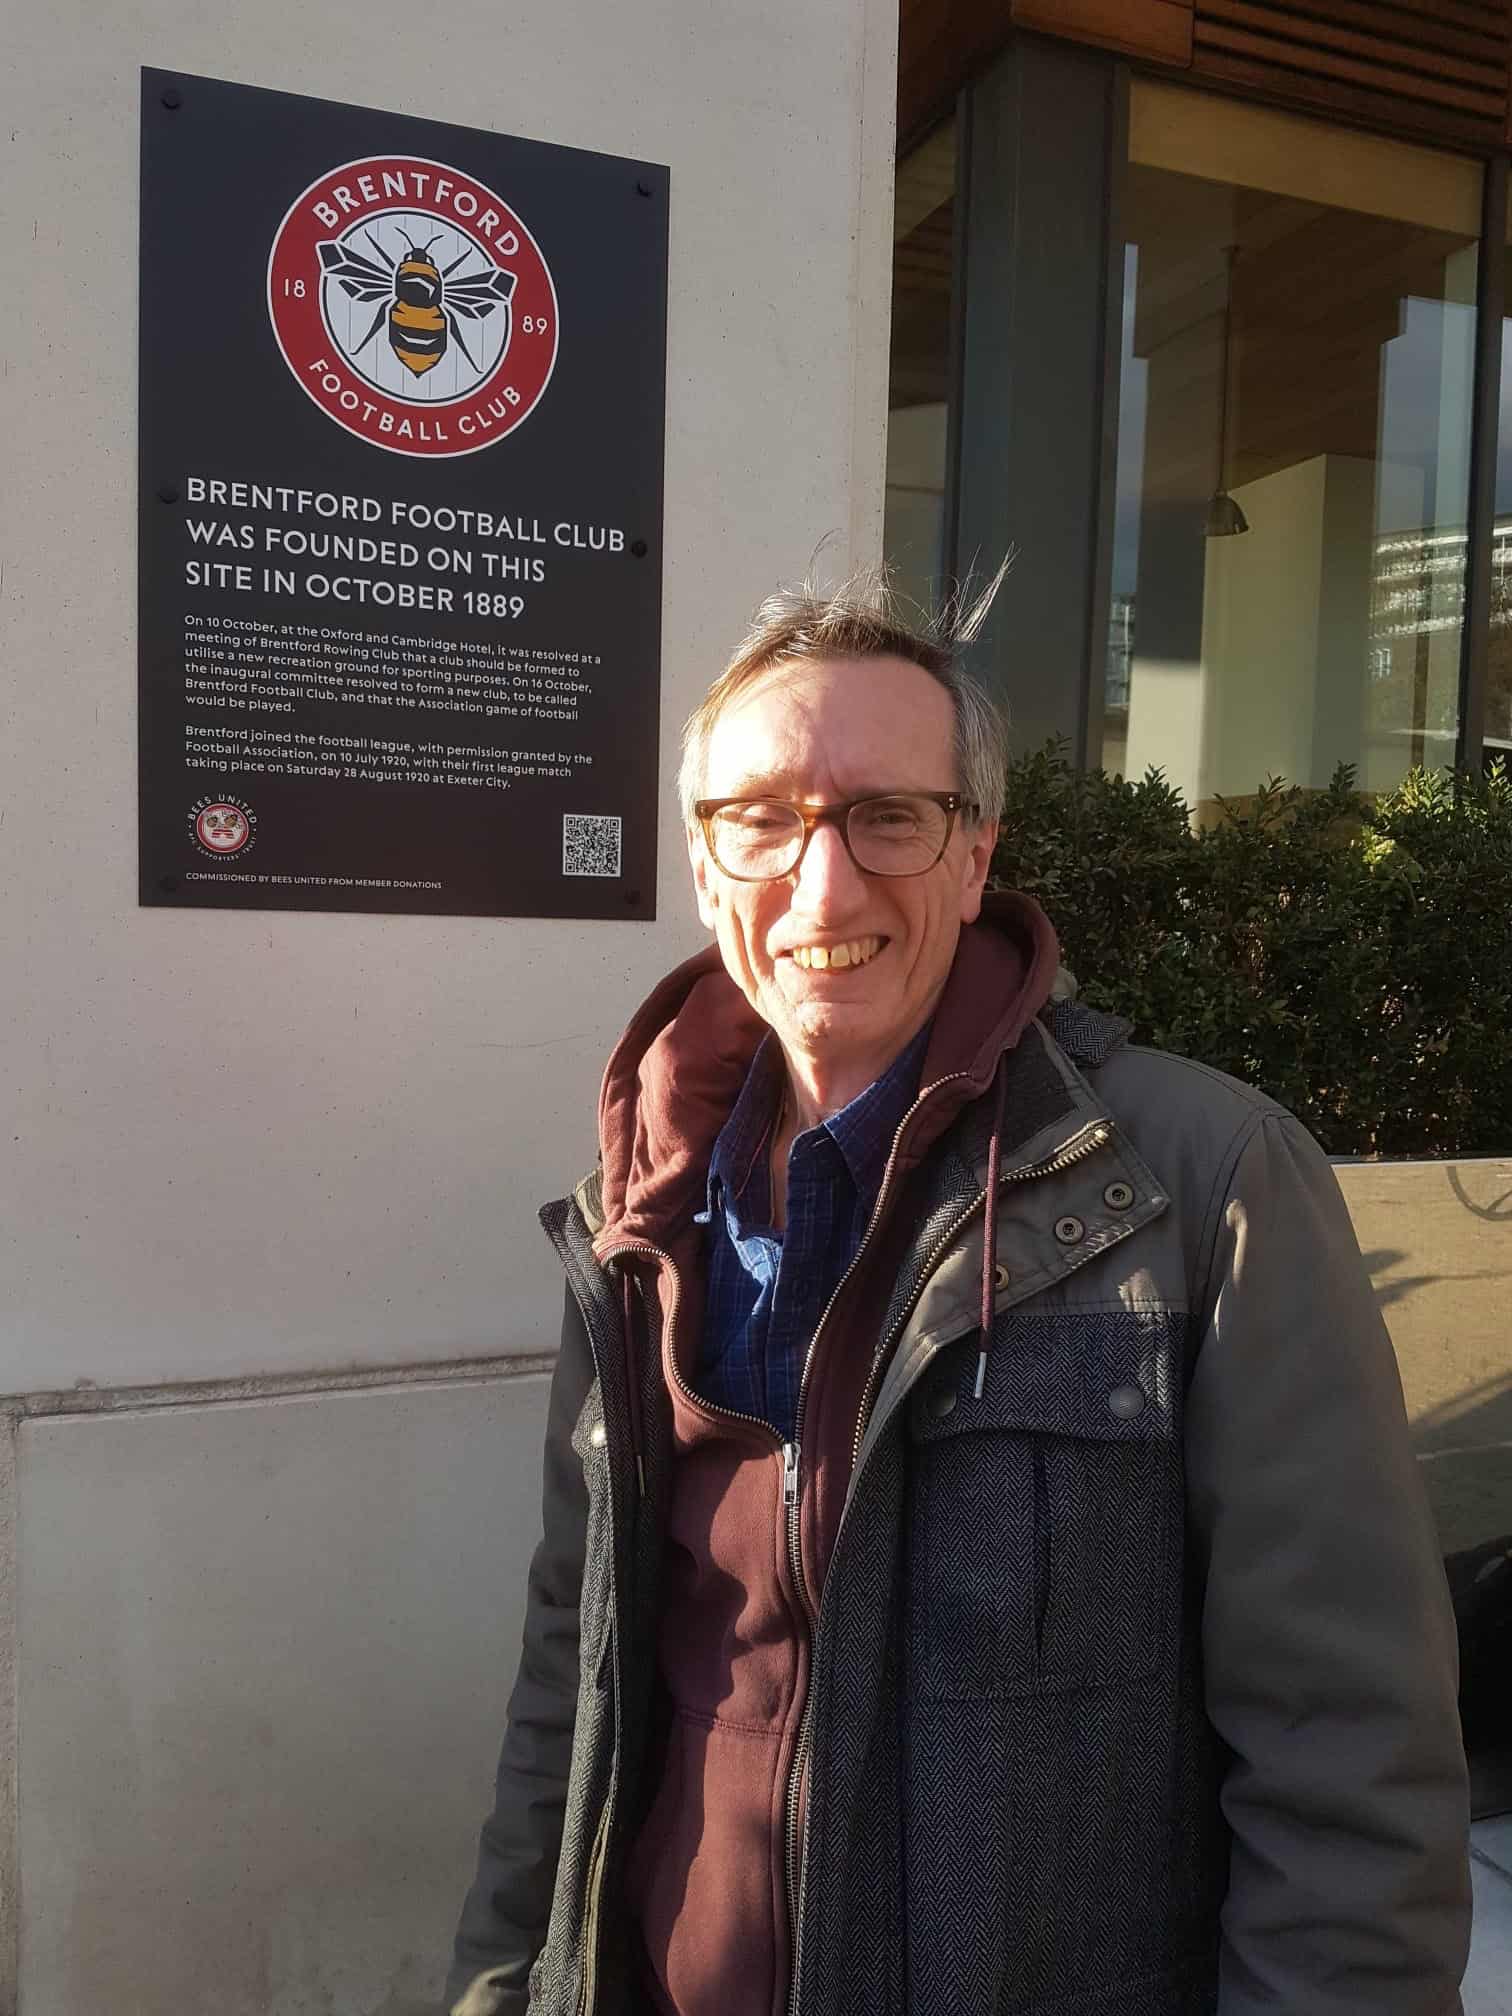 BRENTFORD
18 89
FOOTBALL CLUB
BRENTFORD FOOTBALL CLUB
WAS FOUNDED ON THIS
SITE IN OCTOBER 1889
On 10 October, at the Oxford and Cambridge Hotel, it was resolved at a
meeting of Brentford Rowing Club that a club should be formed to
utilise a new recreation ground for sporting purposes. On 16 October,
the inaugural committee resolved to form a new club, to be called
Brentford Football Club, and that the Association game of football
would be played.
Brentford joined the football league, with permission granted by the
Football Association, on 10 July 1920, with their first league match
taking place on Saturday 28 August 1920 at Exeter City.
BEES UNITED
SUPPORTERS' TRUST
COMMISSIONED BY BEES UNITED FROM MEMBER DONATIONS